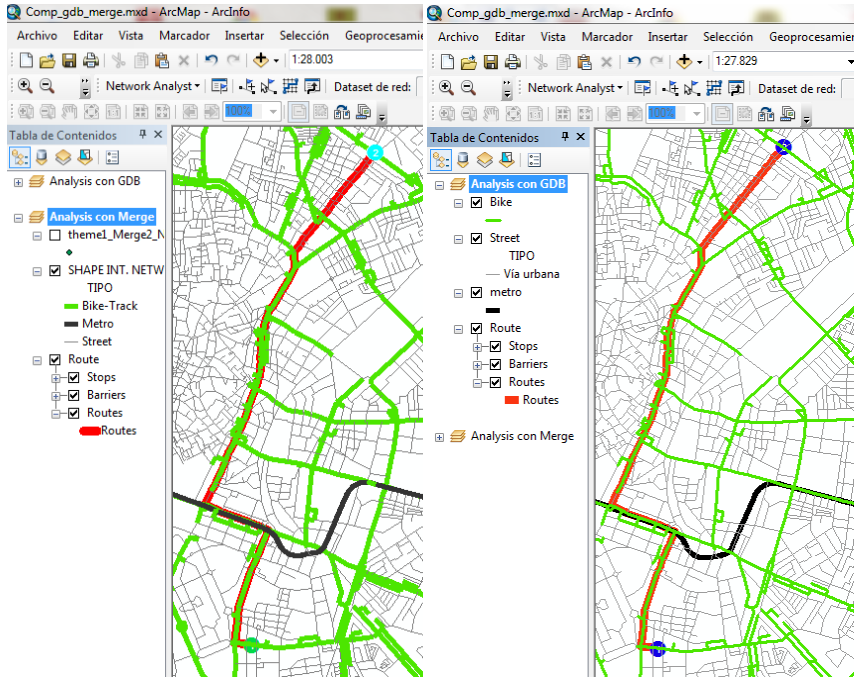 Comp_gdb_merge.mxd - ArcMap - ArcInfo
Archivo Editar Vista Marcador Insertar Selección Geoprocesamie
1:28.003
Network Analyst Dataset de red:
100%
Tabla de Contenidos
Analysis con GDB
Analysis con Merge
theme1_Merge2_N
SHAPE INT. NETW
TIPO
Bike-Track
Metro
Street
Route
Stops
Barriers
Routes
Routes
Comp_gdb_merge.mxd - ArcMap - ArcInfo
Archivo Editar Vista Marcador Insertar Selección Geoprocesar
1:27.829
Network Analyst Dataset de red:
100%
Tabla de Contenidos
Analysis con GDB
Bike
Street
TIPO
Vía urbana
metro
Route
Stops
Barriers
Routes
Routes
Analysis con Merge